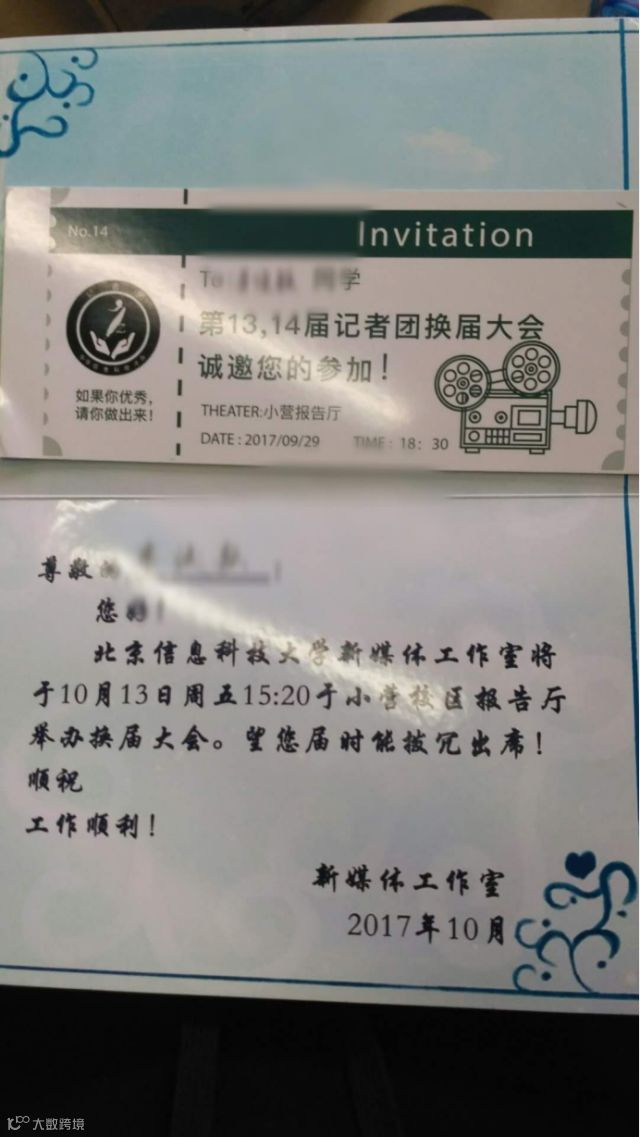 No.14
Invitation
To 同学
第13,14届记者团换届大会
诚邀您的参加!
如果你优秀,
请你做出来!
THEATER:小营报告厅
DATE : 2017/09/29 TIME : 18: 30
尊敬
您
北京信息科技大学新媒体工作室将
于10月13日周五15:20于小营校区报告厅
举办换届大会。望您届时能拔冗出席!
顺祝
工作顺利!
新媒体工作室
2017年10月
大数跨境